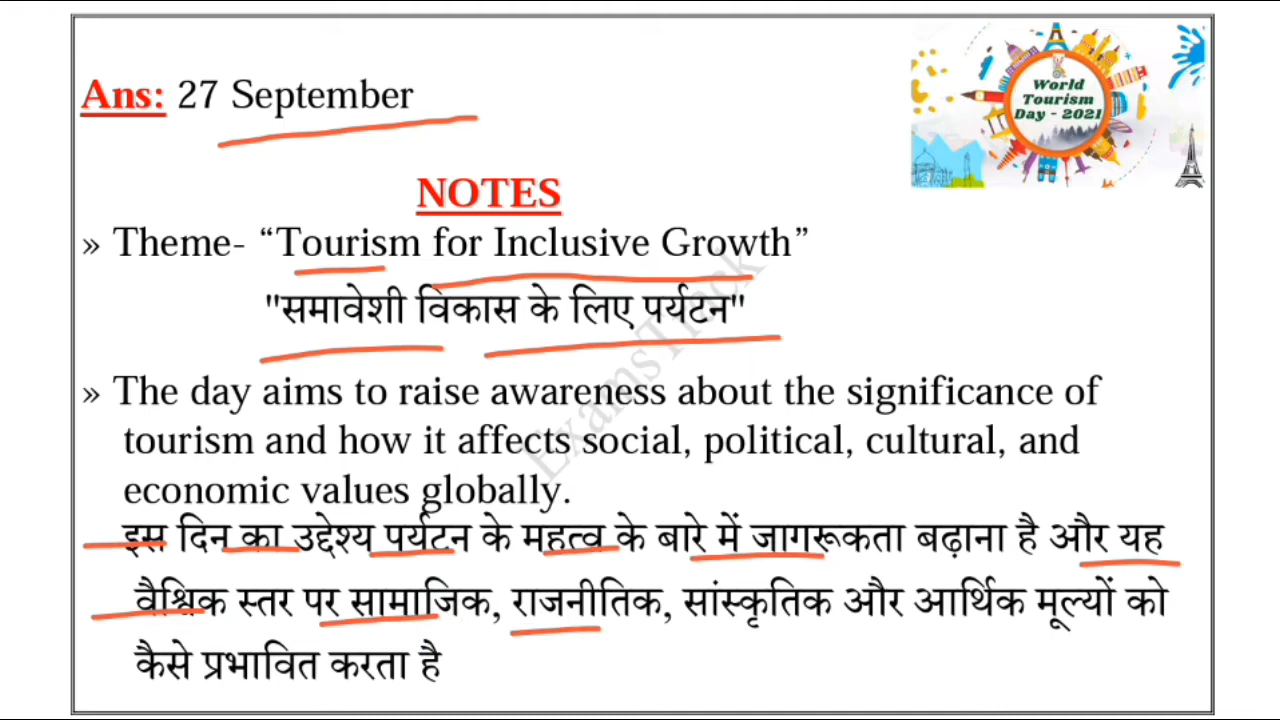 Ans: 27 September
World
Tourism
Day - 2021
NOTES
» Theme- “Tourism for Inclusive Growth”
"समावेशी विकास के लिए पर्यटन"
» The day aims to raise awareness about the significance of
tourism and how it affects social, political, cultural, and
economic values globally.
इस दिन का उद्देश्य पर्यटन के महत्व के बारे में जागरूकता बढ़ाना है और यह
वैश्विक स्तर पर सामाजिक, राजनीतिक, सांस्कृतिक और आर्थिक मूल्यों को
कैसे प्रभावित करता है
ExamsTrack